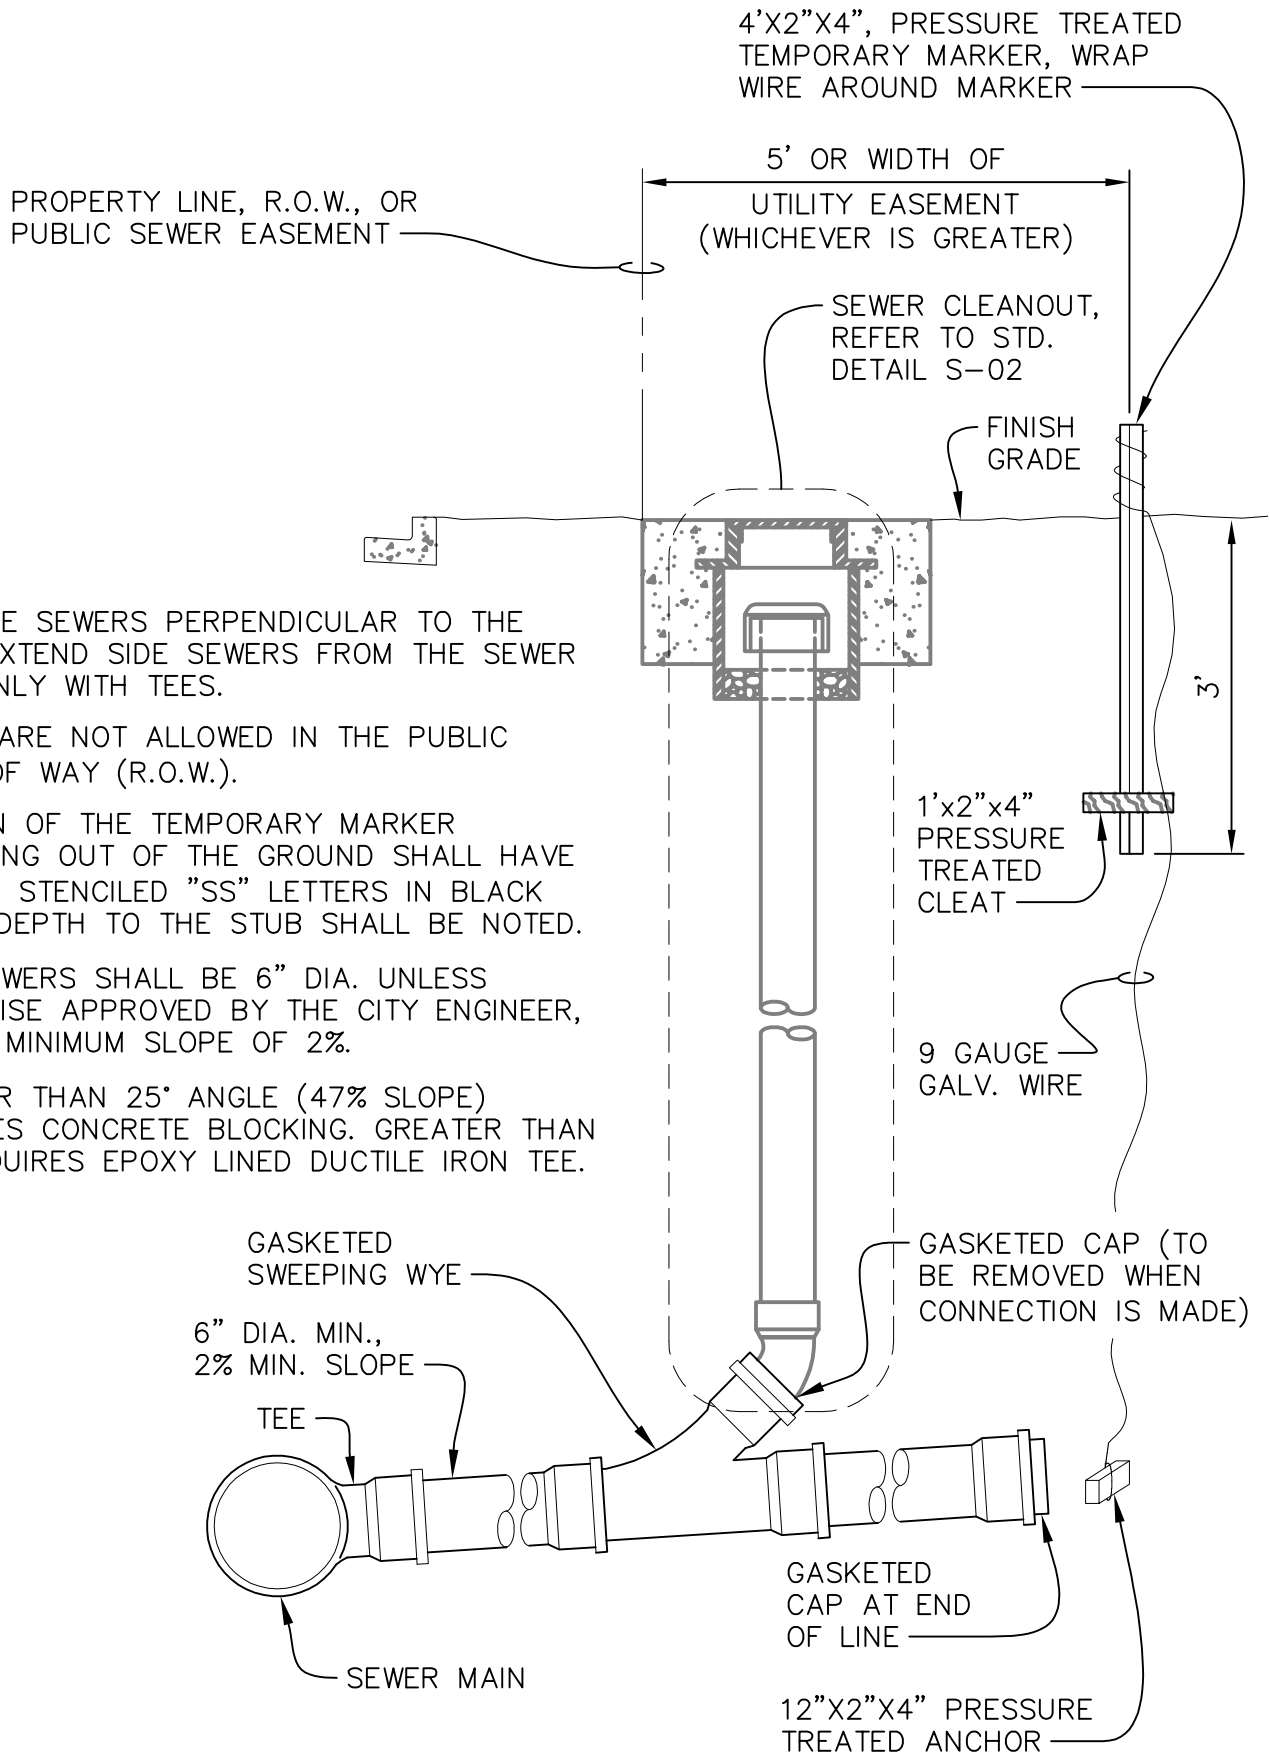 4'X2"X4", PRESSURE TREATED
TEMPORARY MARKER, WRAP
WIRE AROUND MARKER
5' OR WIDTH OF
UTILITY EASEMENT
(WHICHEVER IS GREATER)
PROPERTY LINE, R.O.W., OR
PUBLIC SEWER EASEMENT
SEWER CLEANOUT,
REFER TO STD.
DETAIL S-02
FINISH
GRADE
E SEWERS PERPENDICULAR TO THE
XTEND SIDE SEWERS FROM THE SEWER
NLY WITH TEES.
ARE NOT ALLOWED IN THE PUBLIC
OF WAY (R.O.W.).
N OF THE TEMPORARY MARKER
ING OUT OF THE GROUND SHALL HAVE
STENCILED "SS" LETTERS IN BLACK
DEPTH TO THE STUB SHALL BE NOTED.
WERS SHALL BE 6" DIA. UNLESS
ISE APPROVED BY THE CITY ENGINEER,
MINIMUM SLOPE OF 2%.
R THAN 25° ANGLE (47% SLOPE)
ES CONCRETE BLOCKING. GREATER THAN
QUIRES EPOXY LINED DUCTILE IRON TEE.
3'
1'x2"x4"
PRESSURE
TREATED
CLEAT
9 GAUGE
GALV. WIRE
GASKETED
SWEEPING WYE
6" DIA. MIN.,
2% MIN. SLOPE
TEE
GASKETED CAP (TO
BE REMOVED WHEN
CONNECTION IS MADE)
GASKETED
CAP AT END
OF LINE
SEWER MAIN
12"X2"X4" PRESSURE
TREATED ANCHOR